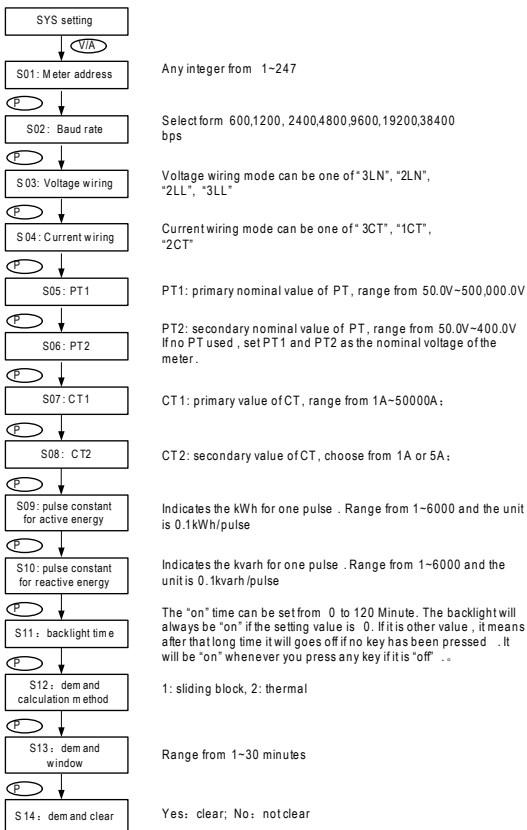 SYS setting
V/A
S01: Meter address
Any integer from 1~247
P
S02: Baud rate
Select form 600,1200, 2400,4800,9600,19200,38400
bps
P
S03: Voltage wiring
Voltage wiring mode can be one of “3LN”, “2LN”,
“2LL”, “3LL”
P
S04: Current wiring
Current wiring mode can be one of “3CT”, “1CT”,
“2CT”
P
S05: PT1
PT1: primary nominal value of PT, range from 50.0V~500,000.0V
P
S06: PT2
PT2: secondary nominal value of PT, range from 50.0V~400.0V
If no PT used, set PT1 and PT2 as the nominal voltage of the
meter.
P
S07: CT1
CT1: primary value of CT, range from 1A~50000A;
P
S08: CT2
CT2: secondary value of CT, choose from 1A or 5A;
P
S09: pulse constant
for active energy
Indicates the kWh for one pulse. Range from 1~6000 and the unit
is 0.1kWh/pulse
P
S10: pulse constant
for reactive energy
Indicates the kvarh for one pulse. Range from 1~6000 and the
unit is 0.1kvarh/pulse
P
S11: backlight time
The “on” time can be set from 0 to 120 Minute. The backlight will
always be “on” if the setting value is 0. If it is other value, it means
after that long time it will goes off if no key has been pressed. It
will be “on” whenever you press any key if it is “off”.。
P
S12: demand
calculation method
1: sliding block, 2: thermal
P
S13: demand
window
Range from 1~30 minutes
P
S14: demand clear
Yes: clear; No: not clear